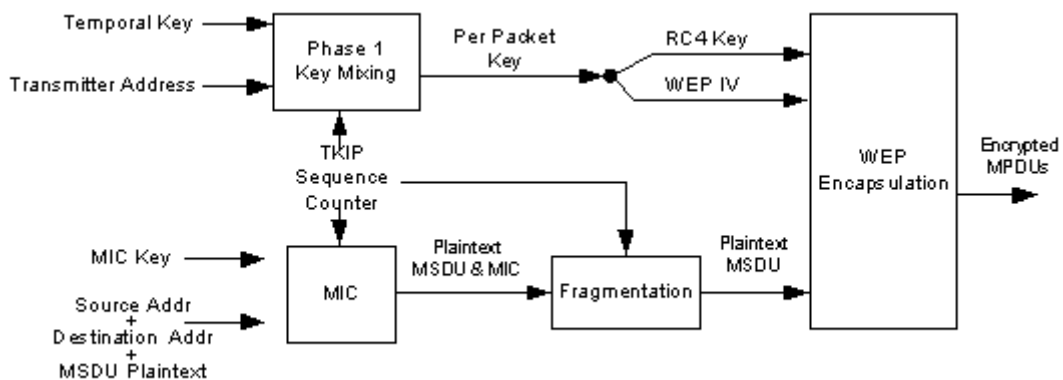 Temporal Key
Transmitter Address
Phase 1
Key Mixing
Per Packet
Key
RC4 Key
WEP IV
WEP
Encapsulation
Encrypted
MPDUs
TKIP
Sequence
Counter
MIC Key
Source Addr
+
Destination Addr
+
MSDU Plaintext
MIC
Plaintext
MSDU & MIC
Fragmentation
Plaintext
MSDU